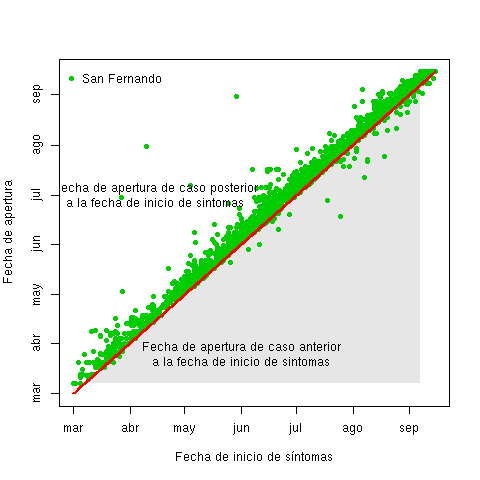 San Fernando
sep
ago
jul
jun
may
abr
mar
Fecha de apertura
echa de apertura de caso posterior
a la fecha de inicio de sintomas
Fecha de apertura de caso anterior
a la fecha de inicio de sintomas
mar abr may jun jul ago sep
Fecha de inicio de síntomas